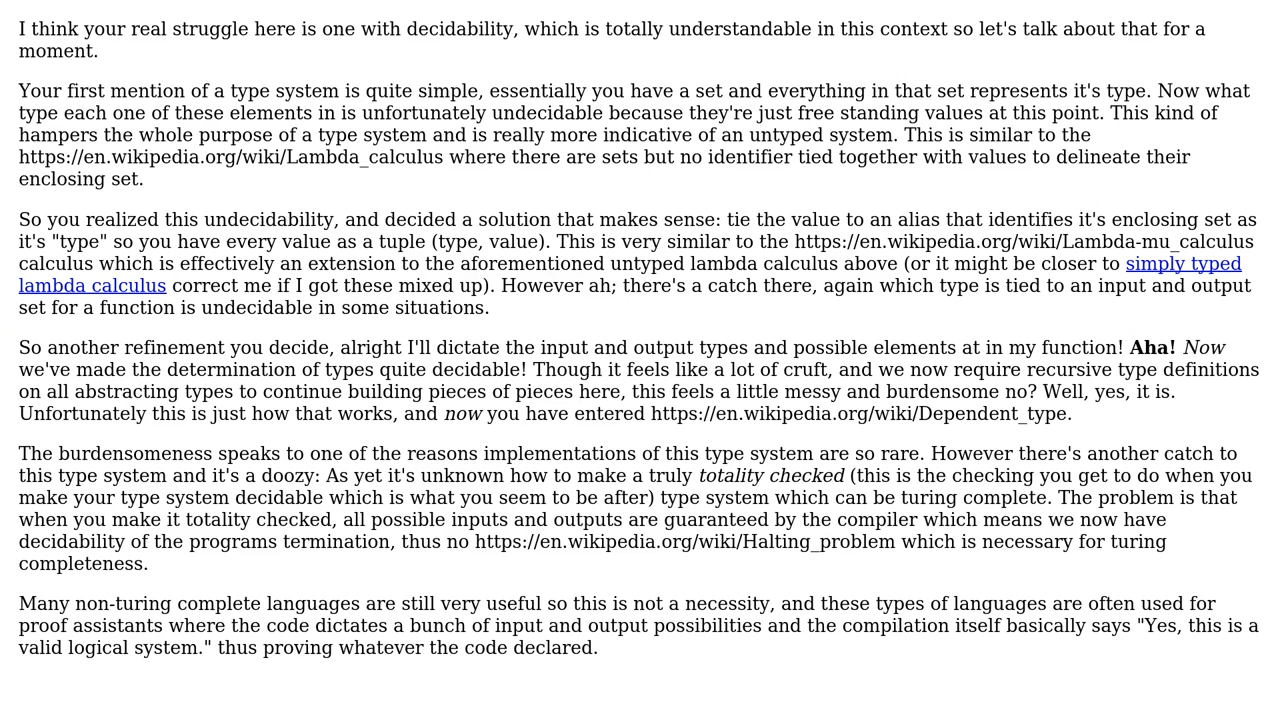 I think your real struggle here is one with decidability, which is totally understandable in this context so let's talk about that for a
moment.
Your first mention of a type system is quite simple, essentially you have a set and everything in that set represents it's type. Now what
type each one of these elements in is unfortunately undecidable because they're just free standing values at this point. This kind of
hampers the whole purpose of a type system and is really more indicative of an untyped system. This is similar to the
https://en.wikipedia.org/wiki/Lambda_calculus where there are sets but no identifier tied together with values to delineate their
enclosing set.
So you realized this undecidability, and decided a solution that makes sense: tie the value to an alias that identifies it's enclosing set as
it's "type" so you have every value as a tuple (type, value). This is very similar to the https://en.wikipedia.org/wiki/Lambda-mu_calculus
calculus which is effectively an extension to the aforementioned untyped lambda calculus above (or it might be closer to simply typed
lambda calculus correct me if I got these mixed up). However ah; there's a catch there, again which type is tied to an input and output
set for a function is undecidable in some situations.
So another refinement you decide, alright I'll dictate the input and output types and possible elements at in my function! Aha! Now
we've made the determination of types quite decidable! Though it feels like a lot of cruft, and we now require recursive type definitions
on all abstracting types to continue building pieces of pieces here, this feels a little messy and burdensome no? Well, yes, it is.
Unfortunately this is just how that works, and now you have entered https://en.wikipedia.org/wiki/Dependent_type.
The burdensomeness speaks to one of the reasons implementations of this type system are so rare. However there's another catch to
this type system and it's a doozy: As yet it's unknown how to make a truly totality checked (this is the checking you get to do when you
make your type system decidable which is what you seem to be after) type system which can be turing complete. The problem is that
when you make it totality checked, all possible inputs and outputs are guaranteed by the compiler which means we now have
decidability of the programs termination, thus no https://en.wikipedia.org/wiki/Halting_problem which is necessary for turing
completeness.
Many non-turing complete languages are still very useful so this is not a necessity, and these types of languages are often used for
proof assistants where the code dictates a bunch of input and output possibilities and the compilation itself basically says "Yes, this is a
valid logical system." thus proving whatever the code declared.